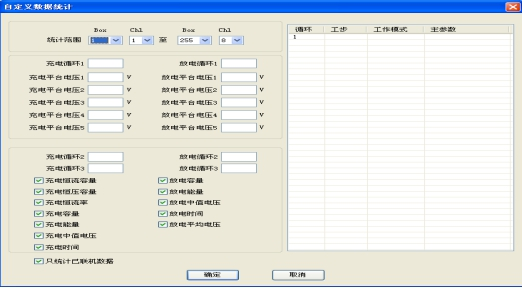 自定义数据统计
Box Chl Box Chl
统计范围 1 1 至 255 8
充电循环1 放电循环1
充电平台电压1 V 放电平台电压1 V
充电平台电压2 V 放电平台电压2 V
充电平台电压3 V 放电平台电压3 V
充电平台电压4 V 放电平台电压4 V
充电平台电压5 V 放电平台电压5 V
充电循环2 放电循环2
充电循环3 放电循环3
充电恒流容量 放电容量
充电恒压容量 放电能量
充电恒流率 放电中值电压
充电容量 放电时间
充电能量 放电平均电压
充电中值电压
充电时间
只统计已联机数据
确定 取消
循环 工步 工作模式 主参数
1